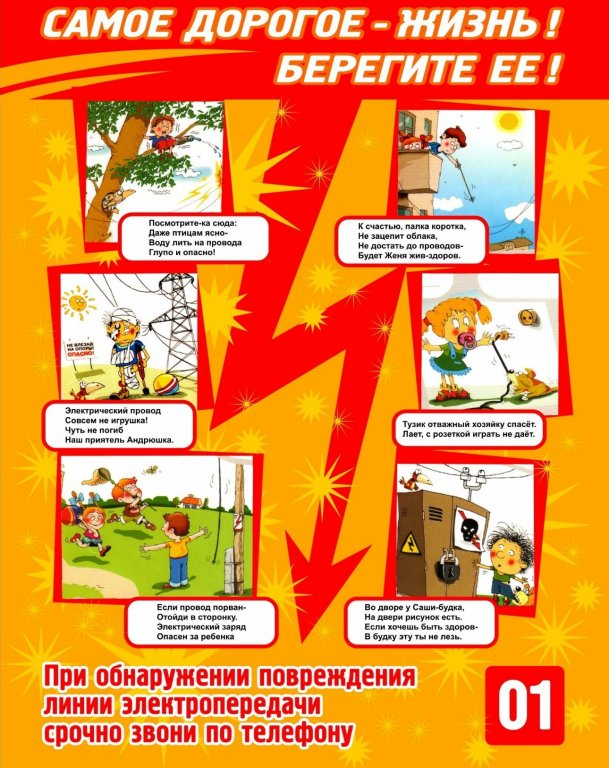 САМОЕ ДОРОГОЕ - ЖИЗНЬ!
БЕРЕГИТЕ ЕЕ!
Посмотрите-ка сюда:
Даже птицам ясно-
Воду лить на провода
Глупо и опасно!
К счастью, палка коротка,
Не зацепит облака,
Не достать до проводов-
Будет Женя жив-здоров.
НЕ ВЛЕЗАЙ
НА ОПОРЫ
ОПАСНО!
Электрический провод
Совсем не игрушка!
Чуть не погиб
Наш приятель Андрюшка.
Тузик отважный хозяйку спасёт.
Лает, с розеткой играть не даёт.
Если провод порван-
Отойди в сторонку.
Электрический заряд
Опасен за ребенка
Во дворе у Саши-будка,
На двери рисунок есть.
Если хочешь быть здоров-
В будку эту ты не лезь.
При обнаружении повреждения
линии электропередачи
срочно звони по телефону
01